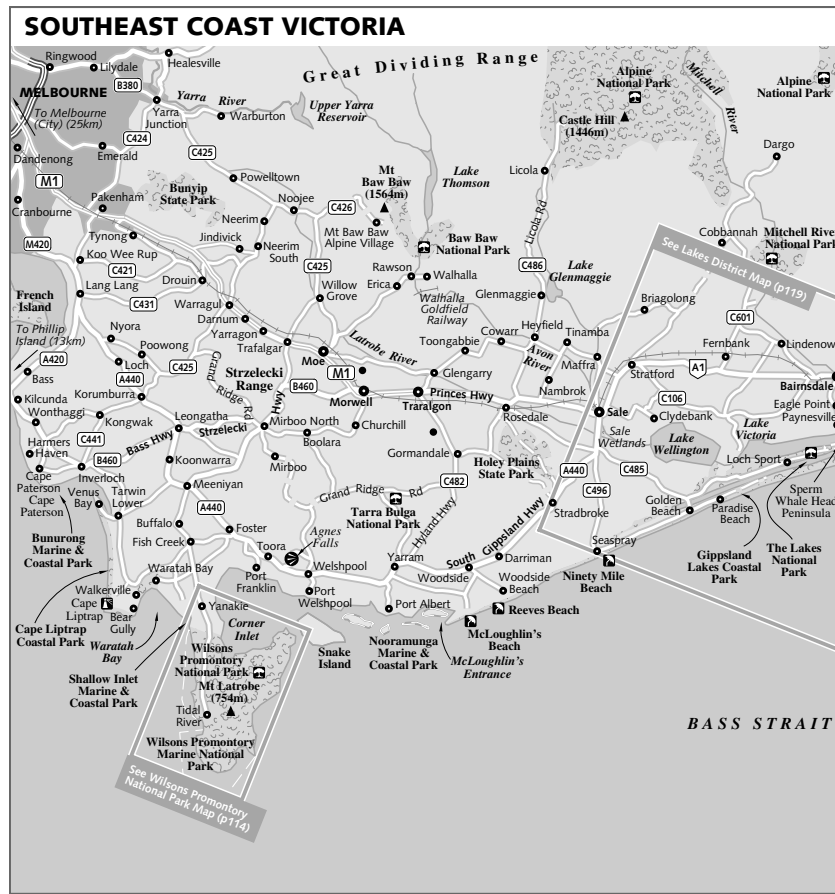 SOUTHEAST COAST VICTORIA
Ringwood
Lilydale
Healesville
Great Dividing Range
MELBOURNE
B380
Yarra River
Upper Yarra
Reservoir
Alpine
National Park
Mitchell
River
Alpine
National Park
To Melbourne
(City) (25km)
Yarra
Junction
Warburton
Castle Hill
(1446m)
C424
C425
Dandenong
Emerald
M1
Dargo
Powelltown
Mt
Baw Baw
(1564m)
Lake
Thomson
Licola
Bunyip
State Park
Pakenham
Cranbourne
Noojee
C426
Neerim
Licola Rd
Tynong
Jindivick
Neerim
South
Mt Baw Baw
Alpine Village
Baw Baw
National Park
Cobbannah
Mitchell River
National Park
M420
Koo Wee Rup
C421
See Lakes District Map (p119)
C425
Rawson
Walhalla
C486
Lake
Glenmaggie
Lang Lang
Drouin
Willow
Grove
Erica
French
Island
C431
Warragul
Walhalla
Goldfield
Railway
Glenmaggie
Briagolong
C601
To Phillip
Island (13km)
Nyora
Darnum
Yarragon
Heyfield
Tinamba
Poowong
Trafalgar
Latrobe River
Toongabbie
Cowarr
Avon
River
Fernbank
Lindenow
A420
Loch
C425
Grand
Ridge Rd
Moe
M1
Maffra
Stratford
A1
Bass
A440
Strzelecki
Range
Glengarry
Nambrok
Bairnsdale
Korumburra
B460
Morwell
Traralgon
Princes Hwy
C106
Kilcunda
Wonthaggi
Kongwak
Leongatha
Strzelecki
Hwy
Mirboo North
Churchill
Rosedale
Sale
Clydebank
Eagle Point
Paynesville
Lake
Victoria
Harmers
Haven
C441
Bass Hwy
Boolara
Sale
Wetlands
Lake
Wellington
B460
Koonwarra
Mirboo
Gormandale
Holy Plains
State Park
Loch Sport
Cape
Paterson
Cape
Paterson
Inverloch
C482
A440
C485
Venus
Bay
Tarwin
Lower
Meeniyan
Grand Ridge Rd
C496
Golden
Beach
Paradise
Beach
Sperm
Whale Head
Peninsula
A440
Tarra Bulga
National Park
Hyland Hwy
Stradbroke
Bunurong
Marine &
Coastal Park
Buffalo
Foster
Agnes
Falls
South Gippsland Hwy
Fish Creek
Toora
Seaspray
Gippsland
Lakes Coastal
Park
The Lakes
National
Park
Waratah Bay
Port
Franklin
Welshpool
Yarram
Darriman
Walkerville
Cape
Liptrap
Bear
Gully
Woodside
Woodside
Beach
Ninety Mile
Beach
Port
Welshpool
Yanakie
Port Albert
Reeves Beach
Cape Liptrap
Coastal Park
Waratah
Bay
Corner
Inlet
Snake
Island
Nooramunga
Marine &
Coastal Park
McLoughlin's
Beach
McLoughlin's
Entrance
Wilsons
Promontory
National Park
Shallow Inlet
Marine &
Coastal Park
Mt Latrobe
(754m)
Tidal
River
BASS STRAIT
Wilsons Promontory
Marine National
Park
See Wilsons Promontory
National Park Map (p114)